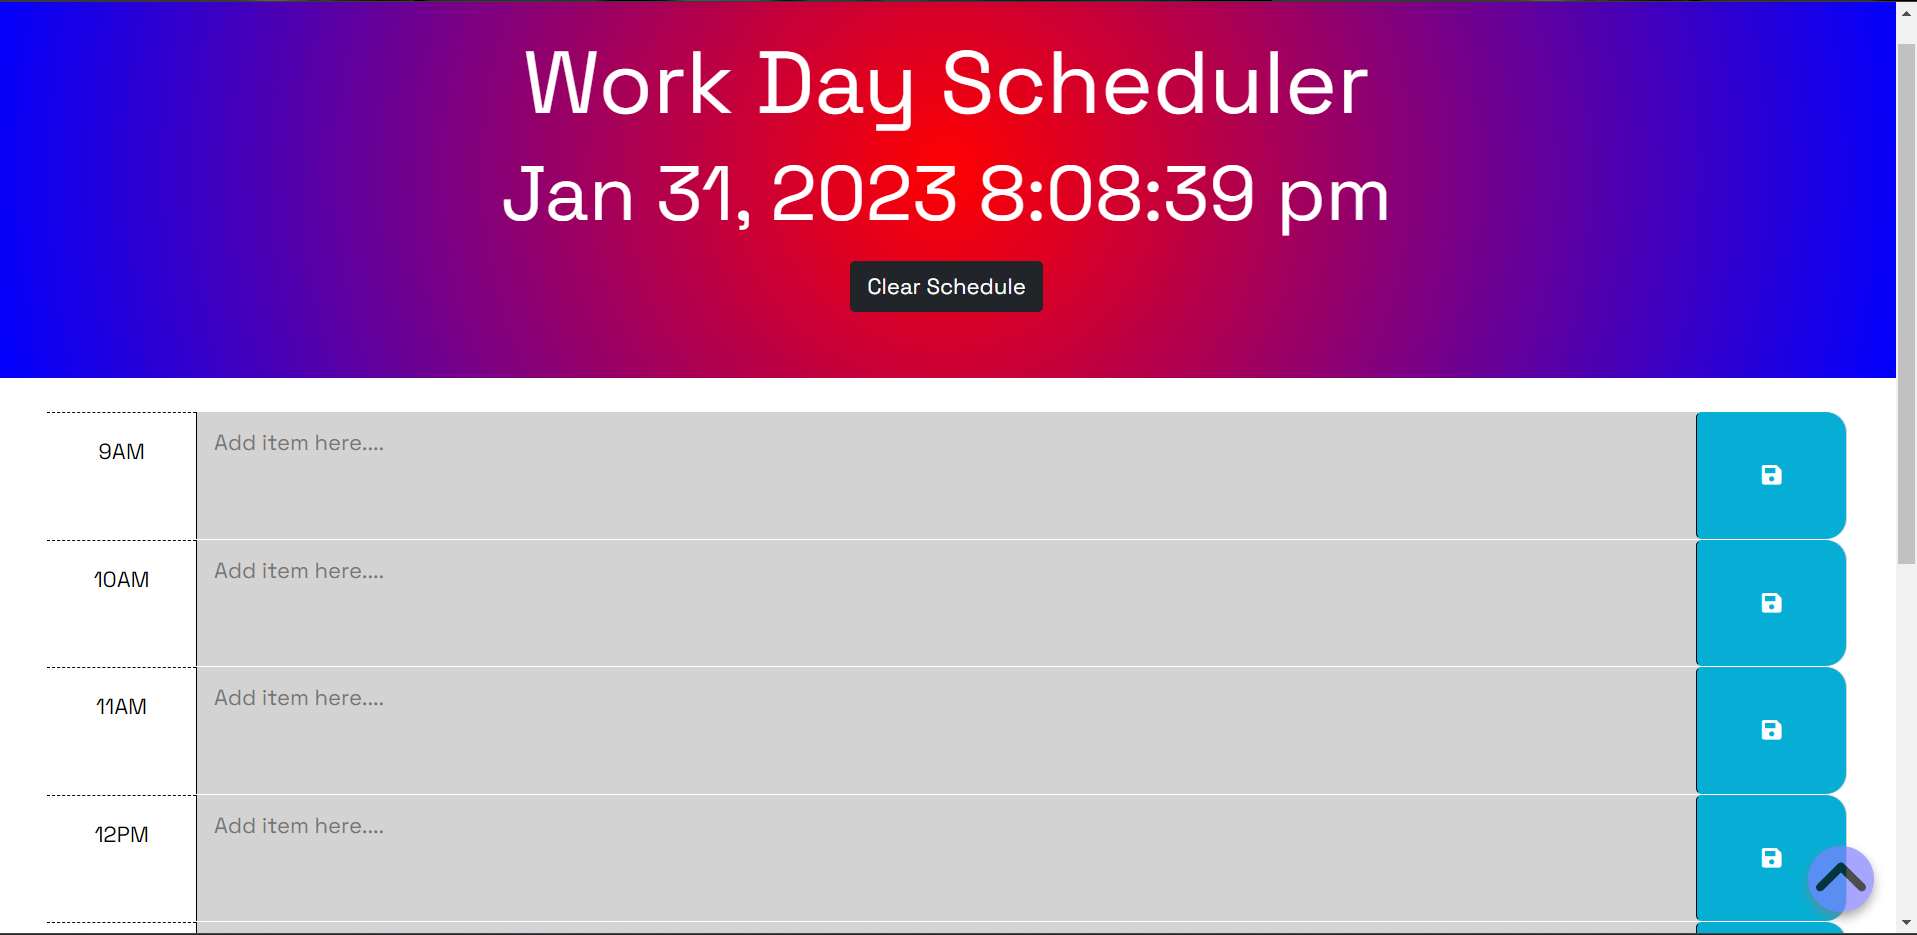 Work Day Scheduler
Jan 31, 2023 8:08:39 pm
Clear Schedule
9AM
Add item here....
10AM
Add item here....
11AM
Add item here....
12PM
Add item here....